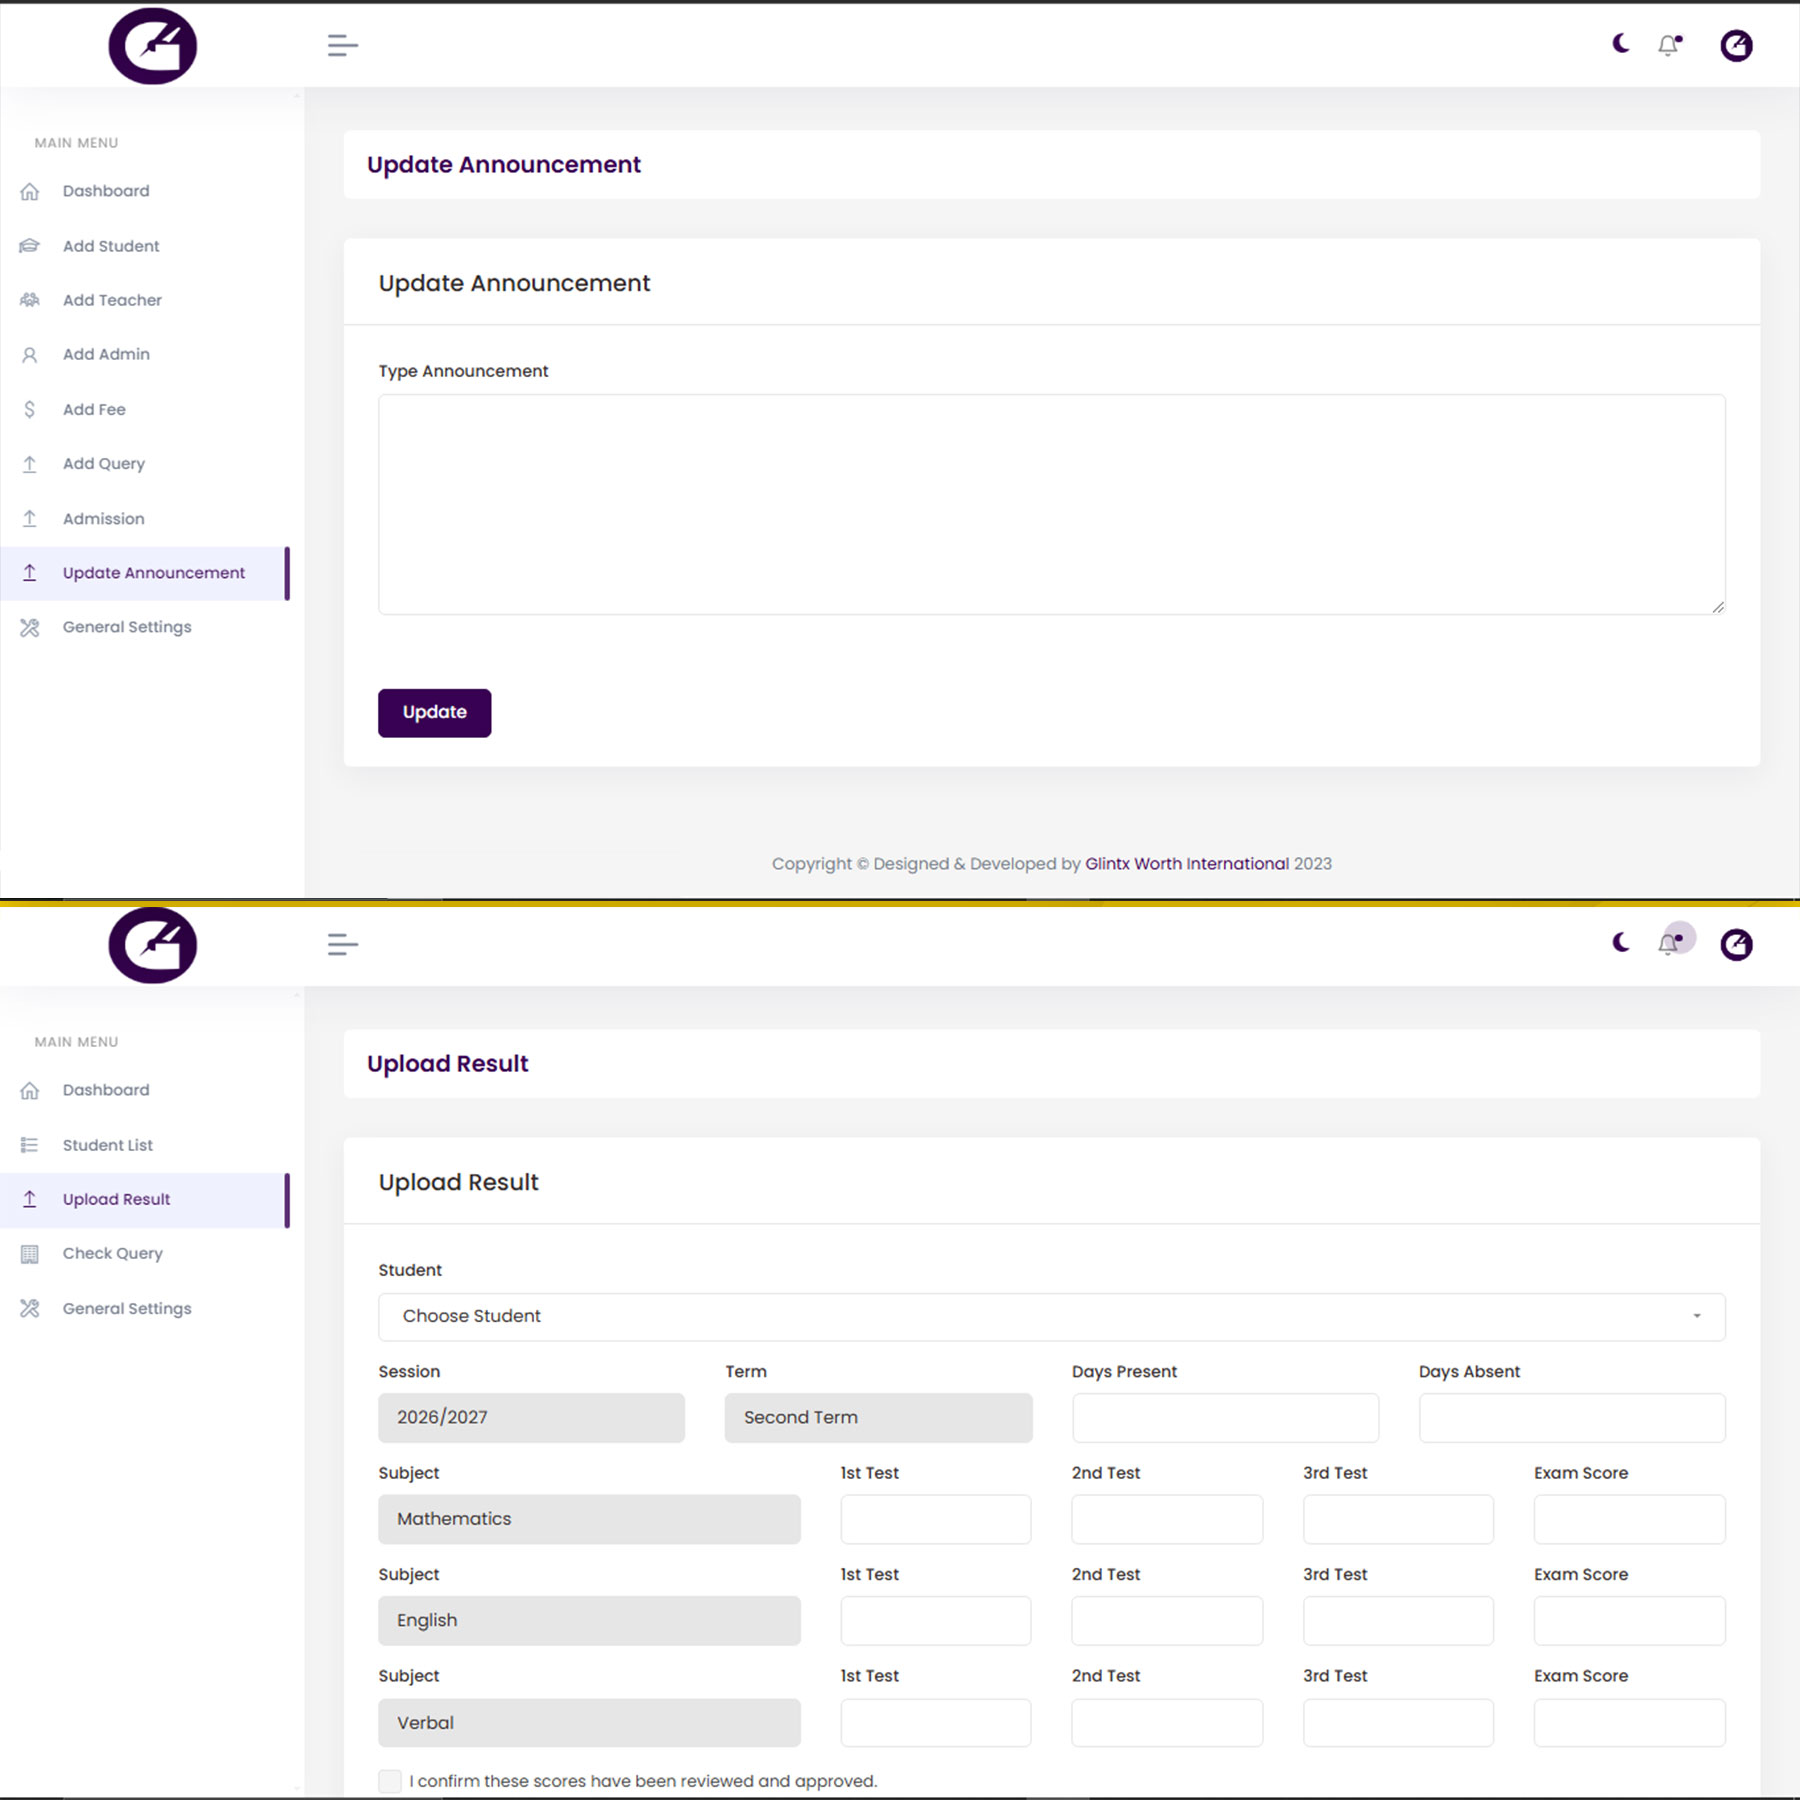 MAIN MENU
Dashboard
Add Student
Add Teacher
Add Admin
Add Fee
Add Query
Admission
Update Announcement
General Settings
Update Announcement
Update Announcement
Type Announcement
Update
Copyright © Designed & Developed by Glintx Worth International 2023
MAIN MENU
Dashboard
Student List
Upload Result
Check Query
General Settings
Upload Result
Upload Result
Student
Choose Student
Session Term Days Present Days Absent
2026/2027 Second Term
Subject 1st Test 2nd Test 3rd Test Exam Score
Mathematics
Subject 1st Test 2nd Test 3rd Test Exam Score
English
Subject 1st Test 2nd Test 3rd Test Exam Score
Verbal
I confirm these scores have been reviewed and approved.